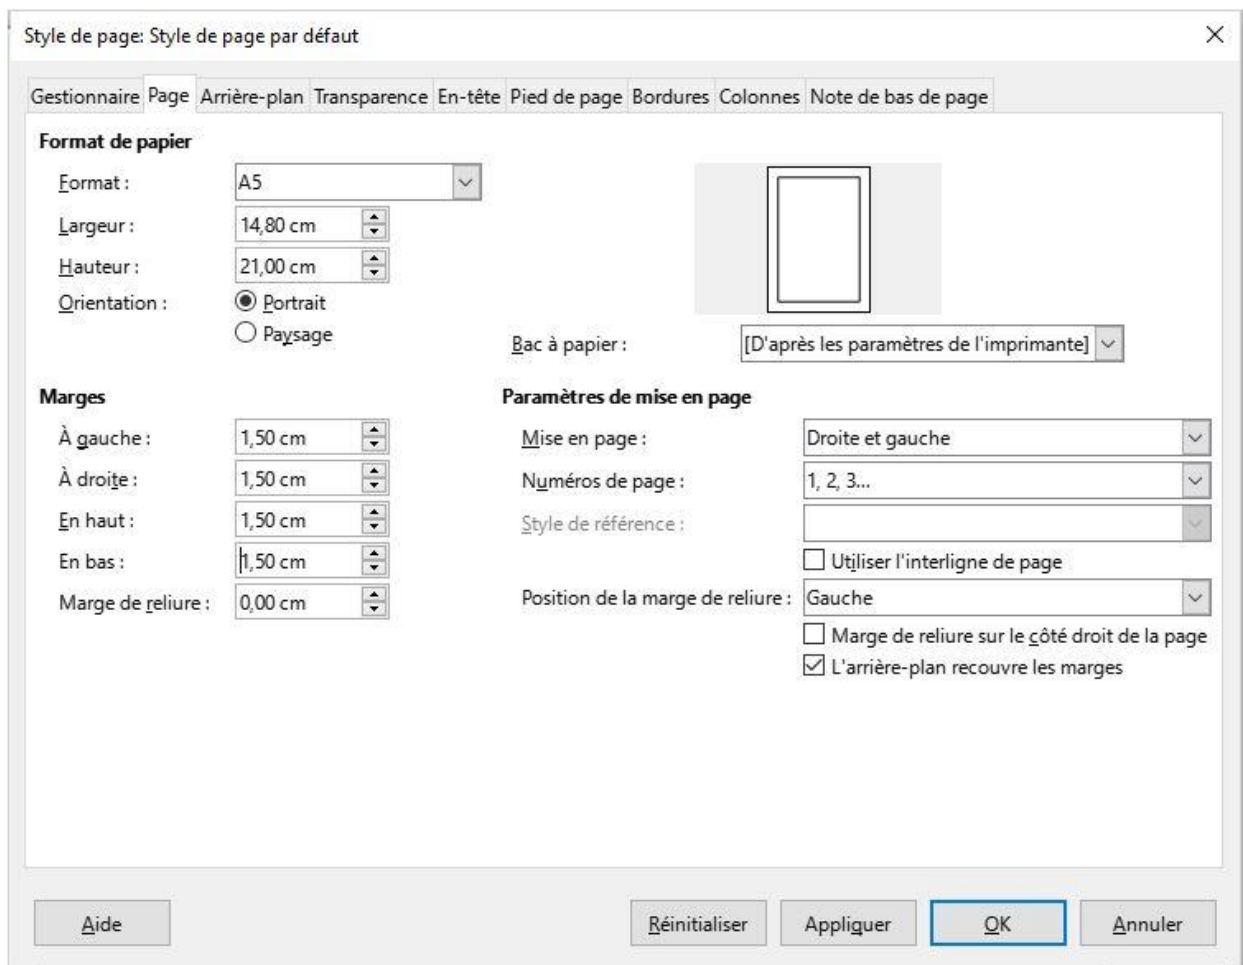 Style de page: Style de page par défaut
Gestionnaire Page Arrière-plan Transparence En-tête Pied de page Bordures Colonnes Note de bas de page
Format de papier
Format : A5
Largeur : 14,80 cm
Hauteur : 21,00 cm
Orientation : Portrait
Paysage
Bac à papier : [D'après les paramètres de l'imprimante]
Marges
À gauche : 1,50 cm
À droite : 1,50 cm
En haut : 1,50 cm
En bas : 1,50 cm
Marge de reliure : 0,00 cm
Paramètres de mise en page
Mise en page : Droite et gauche
Numéros de page : 1, 2, 3...
Style de référence :
Utiliser l'interligne de page
Position de la marge de reliure : Gauche
Marge de reliure sur le côté droit de la page
L'arrière-plan recouvre les marges
Aide Réinitialiser Appliquer OK Annuler